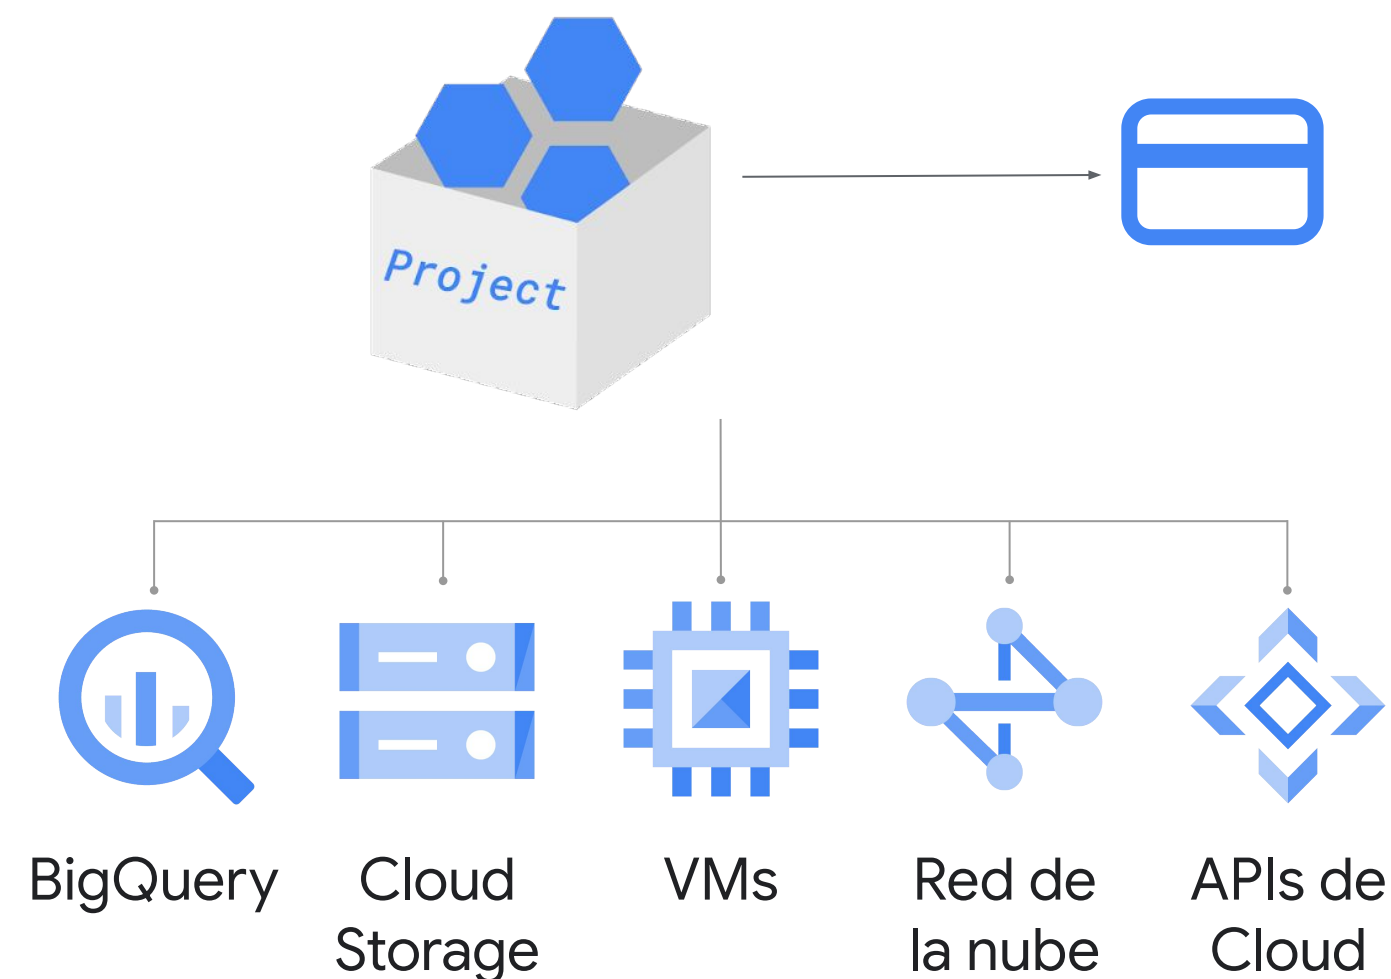 Project
BigQuery
Cloud
Storage
VMs
Red de
la nube
APIs de
Cloud